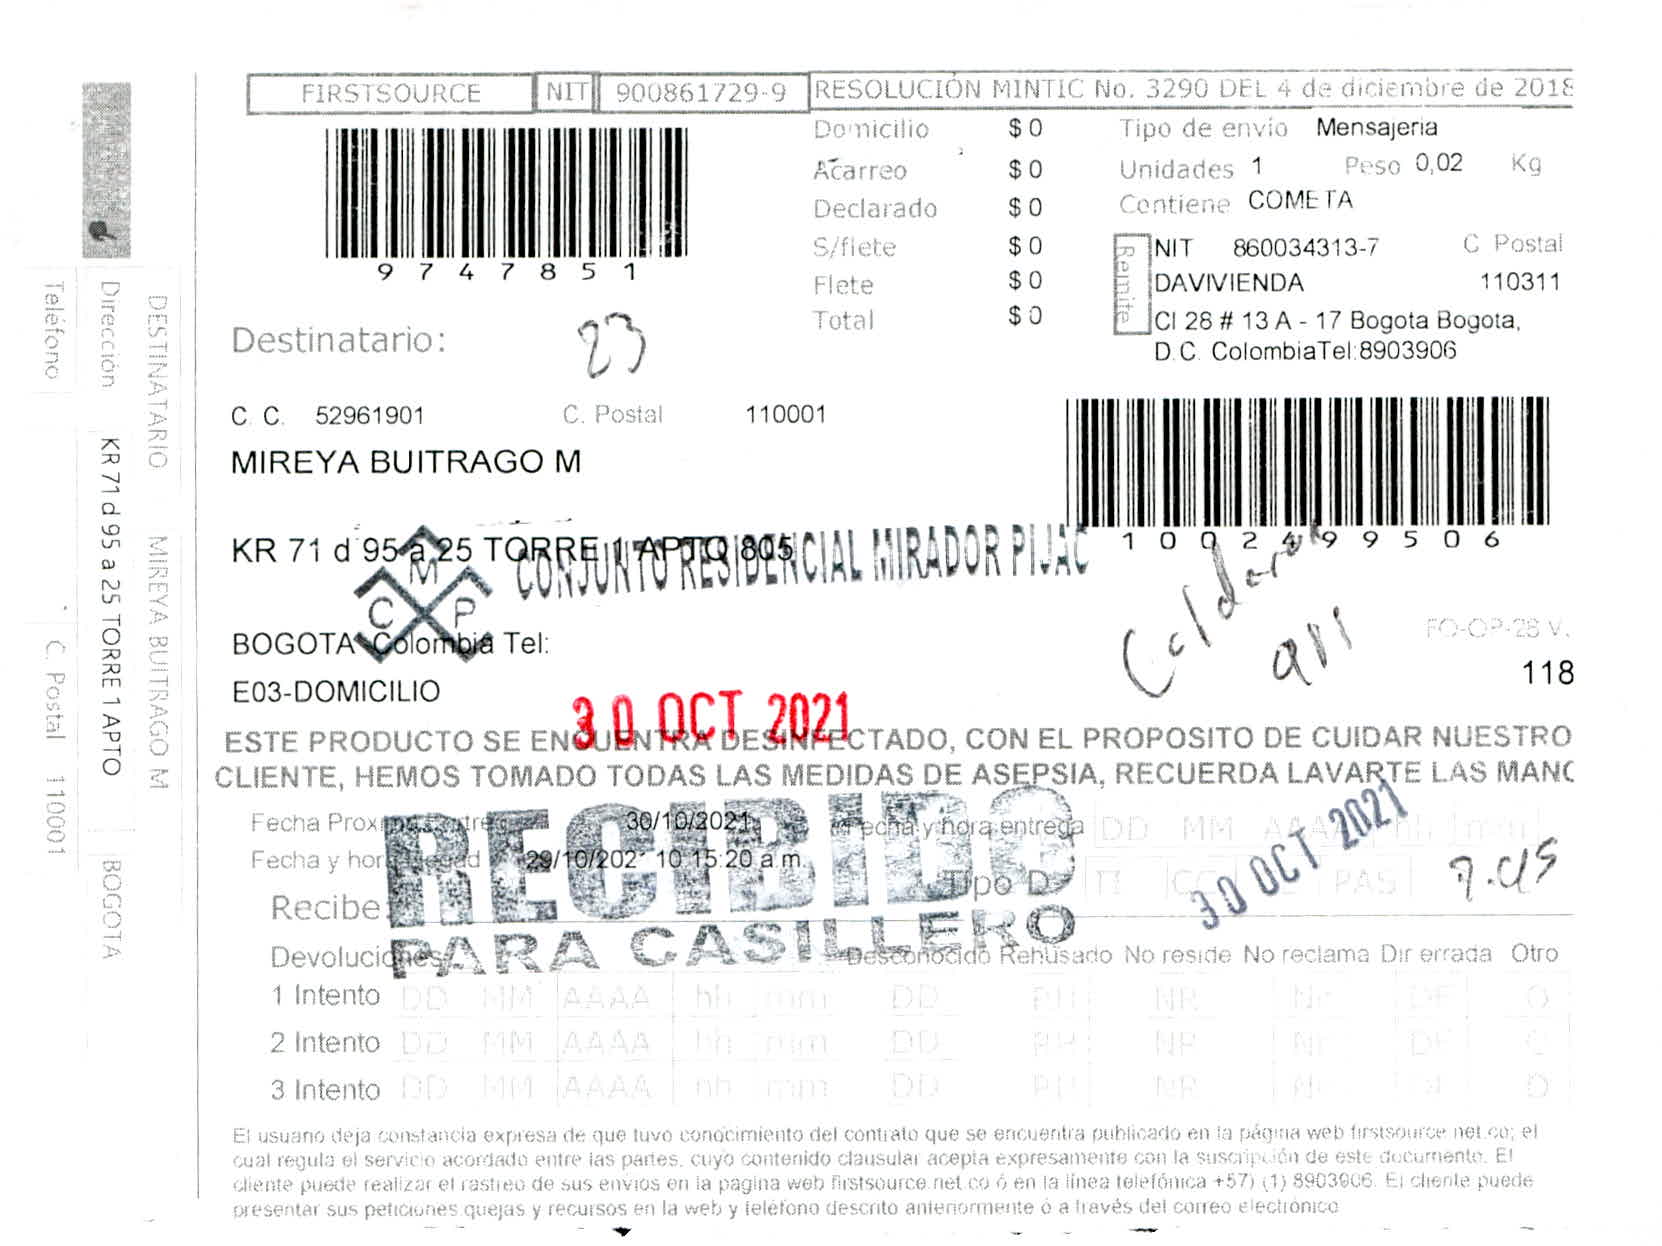 FIRSTSOURCE NIT 900861729-9 RESOLUCIÓN MINTIC No. 3290 DEL 4 de diciembre de 2018
9747851
Domicilio $ 0
Acarreo $ 0
Declarado $ 0
S/flete $ 0
Flete $ 0
Total $ 0
Tipo de envío Mensajeria
Unidades 1 Peso 0,02 Kg
Contiene COMETA
Remite
NIT 860034313-7 C Postal
DAVIVIENDA 110311
Cl 28 # 13 A - 17 Bogota Bogota,
D.C. ColombiaTel:8903906
Destinatario:
23
C. C. 52961901 C. Postal 110001
MIREYA BUITRAGO M
1002499506
KR 71 d 95 a 25 TORRE 1 APTO 805
CONJUNTO RESIDENCIAL MIRADOR PIJAC
C M P
BOGOTA Colombia Tel:
E03-DOMICILIO
FO-OP-28 V.
118
30 OCT 2021
ESTE PRODUCTO SE ENCUENTRA DESINFECTADO, CON EL PROPOSITO DE CUIDAR NUESTRO
CLIENTE, HEMOS TOMADO TODAS LAS MEDIDAS DE ASEPSIA, RECUERDA LAVARTE LAS MANO
Fecha Proxima Entrega 30/10/2021 Fecha y hora entrega DD MM AAAA hh mm
Fecha y hora 29/10/2021 10:15:20 a.m.
Tipo D TI CC PAS
30 OCT 2021
Recibe
RECIBIDO
PARA CASILLERO
Devoluciones Desconocido Rehusado No reside No reclama Dir errada Otro
1 Intento DD MM AAAA hh mm DD RH NR Nr DE O
2 Intento DD MM AAAA hh mm DD RH NR Nr DE O
3 Intento DD MM AAAA hh mm DD RH NR Nr DE O
El usuario deja constancia expresa de que tuvo conocimiento del contrato que se encuentra publicado en la página web firstsource.net.co; el
cual regula el servicio acordado entre las partes, cuyo contenido clausular acepta expresamente con la suscripción de este documento. El
cliente puede realizar el rastreo de sus envios en la pagina web firstsource.net.co ó en la línea telefónica +57) (1) 8903906. El cliente puede
presentar sus peticiones quejas y recursos en la web y telefono descrito anteriormente o a través del correo electrónico
DESTINATARIO MIREYA BUITRAGO M
Dirección KR 71 d 95 a 25 TORRE 1 APTO BOGOTA
Teléfono C. Postal 110001